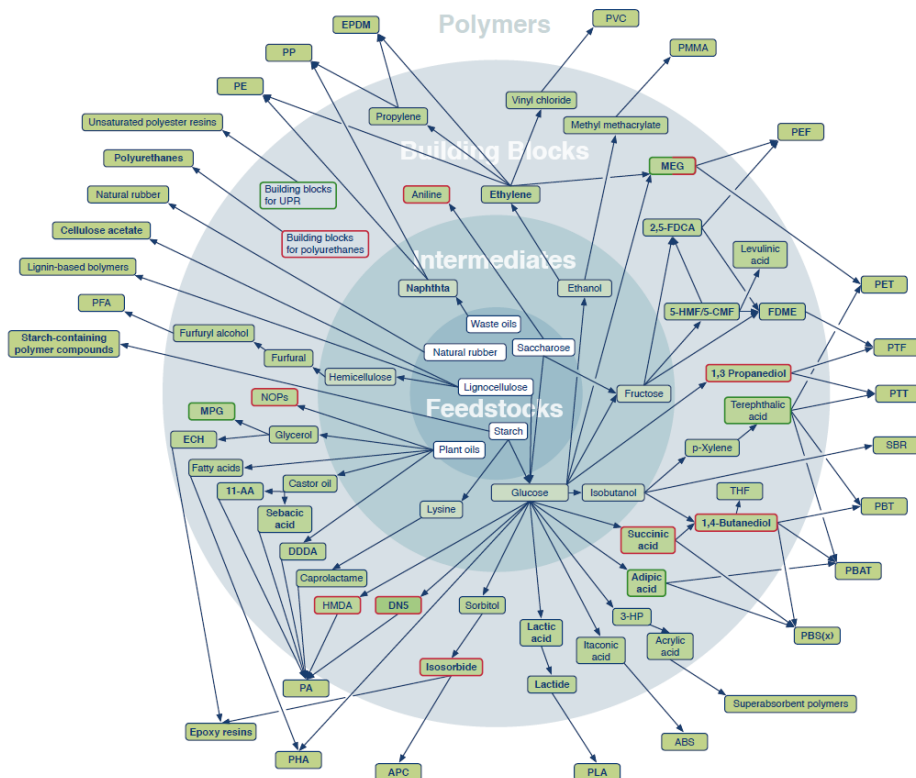 Polymers
EPDM
PVC
PP
PMMA
PE
Propylene
Vinyl chloride
Unsaturated polyester resins
Methyl methacrylate
PEF
Building Blocks
Polyurethanes
MEG
Natural rubber
Building blocks
for UPR
Aniline
Ethylene
Cellulose acetate
2,5-FDCA
Building blocks
for polyurethanes
Levulinic
acid
Lignin-based bolymers
Intermediates
Naphthta
Ethanol
PET
PFA
5-HMF/5-CMF
FDME
Waste oils
Furfuryl alcohol
Starch-containing
polymer compounds
Saccharose
PTF
Natural rubber
Furfural
1,3 Propanediol
Hemicellulose
Lignocellulose
Fructose
PTT
NOPs
Feedstocks
MPG
Terephthalic
acid
Starch
ECH
Glycerol
Plant oils
p-Xylene
SBR
Fatty acids
Castor oil
11-AA
Glucose
Isobutanol
THF
Lysine
PBT
Sebacic
acid
1,4-Butanediol
Succinic
acid
DDDA
PBAT
Caprolactame
Adipic
acid
HMDA
DN5
Sorbitol
3-HP
Lactic
acid
PBS(x)
Itaconic
acid
Acrylic
acid
Isosorbide
PA
Lactide
Superabsorbent polymers
Epoxy resins
ABS
PHA
APC
PLA